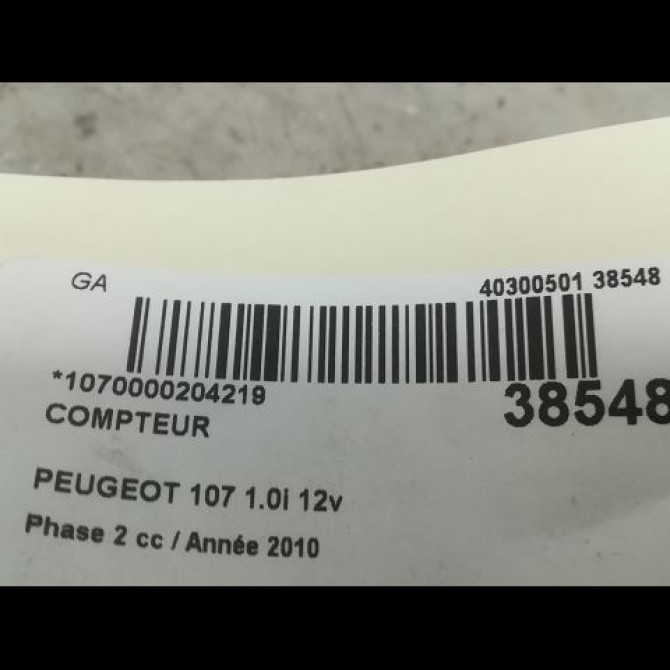 GA
40300501 38548
*1070000204219
38548
COMPTEUR
PEUGEOT 107 1.0i 12v
Phase 2 cc / Année 2010